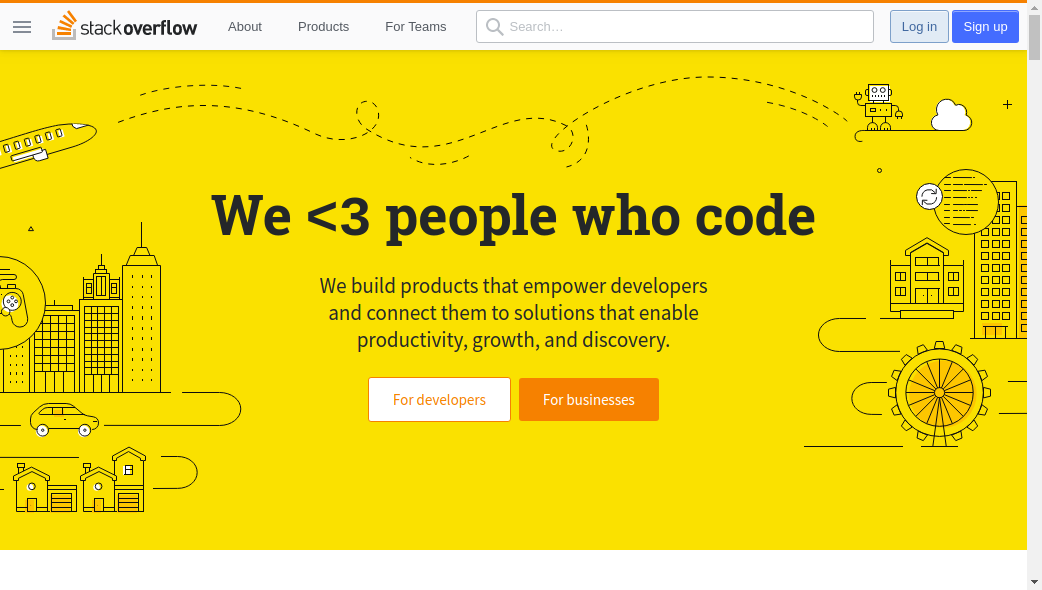 stackoverflow
About
Products
For Teams
Search…
Log in
Sign up
We <3 people who code
We build products that empower developers
and connect them to solutions that enable
productivity, growth, and discovery.
For developers
For businesses